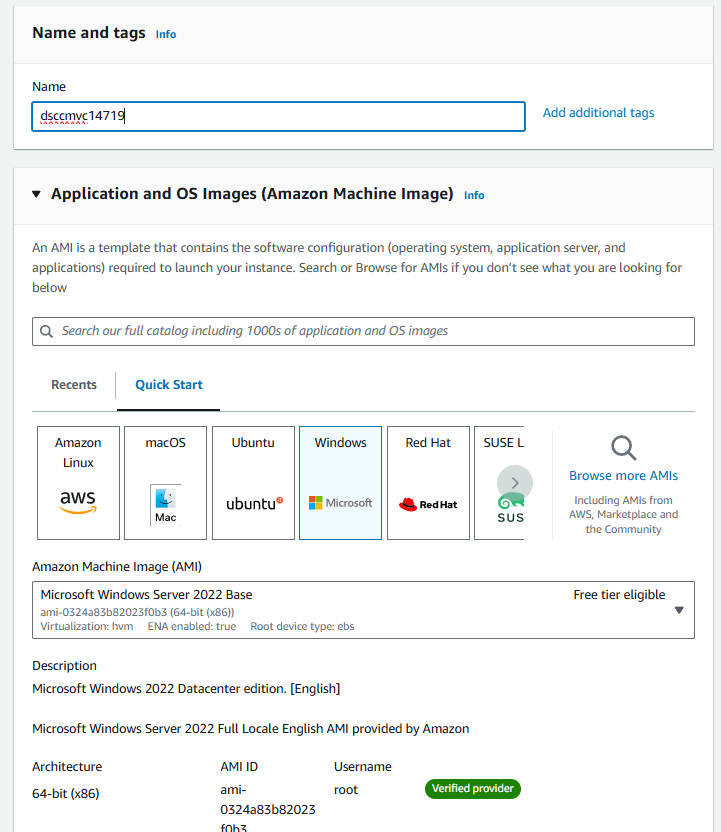 Name and tags Info
Name
dsccmvc14719
Add additional tags
Application and OS Images (Amazon Machine Image) Info
An AMI is a template that contains the software configuration (operating system, application server, and
applications) required to launch your instance. Search or Browse for AMIs if you don't see what you are looking for
below
Search our full catalog including 1000s of application and OS images
Recents
Quick Start
Amazon
Linux
aws
macOS
Mac
Ubuntu
ubuntu
Windows
Microsoft
Red Hat
Red Hat
SUSE L
SUS
Browse more AMIs
Including AMIs from
AWS, Marketplace and
the Community
Amazon Machine Image (AMI)
Microsoft Windows Server 2022 Base
Free tier eligible
ami-0324a83b82023f0b3 (64-bit (x86))
Virtualization: hvm ENA enabled: true Root device type: ebs
Description
Microsoft Windows 2022 Datacenter edition. [English]
Microsoft Windows Server 2022 Full Locale English AMI provided by Amazon
Architecture
64-bit (x86)
AMI ID
ami-
0324a83b82023
f0b3
Username
root
Verified provider